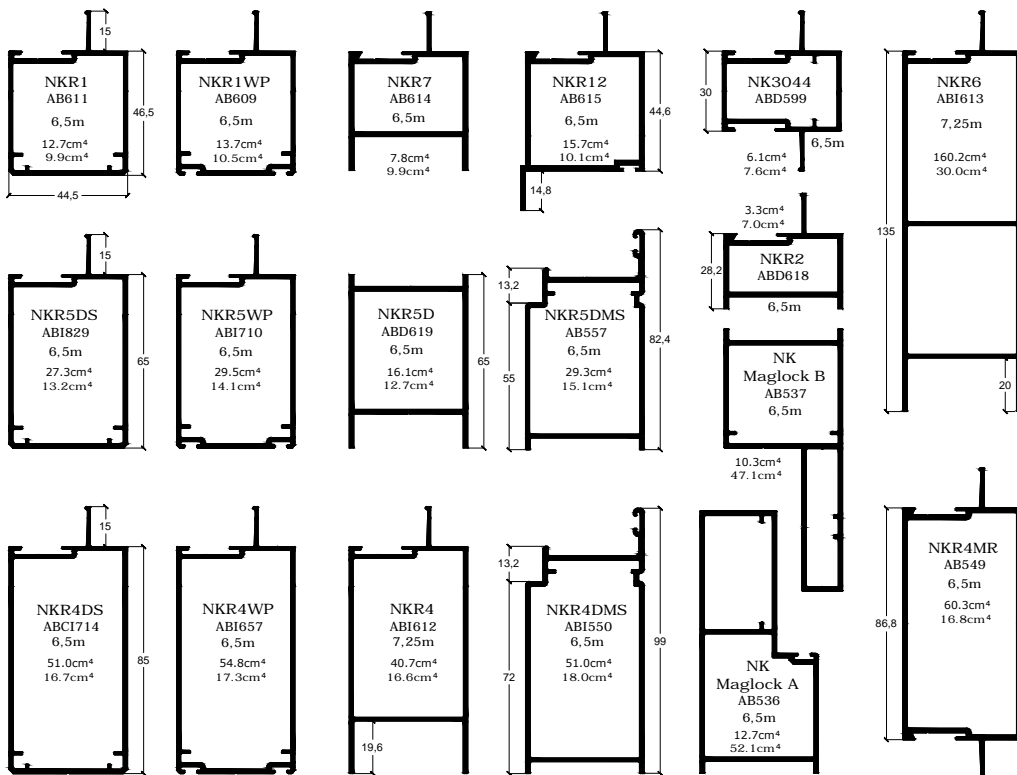 15
NKR1
AB611
6,5m
12.7cm⁴
9.9cm⁴
46,5
44,5
NKR1WP
AB609
6,5m
13.7cm⁴
10.5cm⁴
NKR7
AB614
6,5m
7.8cm⁴
9.9cm⁴
NKR12
AB615
6,5m
15.7cm⁴
10.1cm⁴
44,6
14,8
30
NK3044
ABD599
6,5m
6.1cm⁴
7.6cm⁴
NKR6
ABI613
7,25m
160.2cm⁴
30.0cm⁴
135
20
15
NKR5DS
ABI829
6,5m
27.3cm⁴
13.2cm⁴
65
NKR5WP
ABI710
6,5m
29.5cm⁴
14.1cm⁴
NKR5D
ABD619
6,5m
16.1cm⁴
12.7cm⁴
65
13,2
55
NKR5DMS
AB557
6,5m
29.3cm⁴
15.1cm⁴
82,4
3.3cm⁴
7.0cm⁴
28,2
NKR2
ABD618
6,5m
NK
Maglock B
AB537
6,5m
10.3cm⁴
47.1cm⁴
15
NKR4DS
ABCI714
6,5m
51.0cm⁴
16.7cm⁴
85
NKR4WP
ABI657
6,5m
54.8cm⁴
17.3cm⁴
NKR4
ABI612
7,25m
40.7cm⁴
16.6cm⁴
19,6
13,2
72
NKR4DMS
ABI550
6,5m
51.0cm⁴
18.0cm⁴
99
NK
Maglock A
AB536
6,5m
12.7cm⁴
52.1cm⁴
86,8
NKR4MR
AB549
6,5m
60.3cm⁴
16.8cm⁴